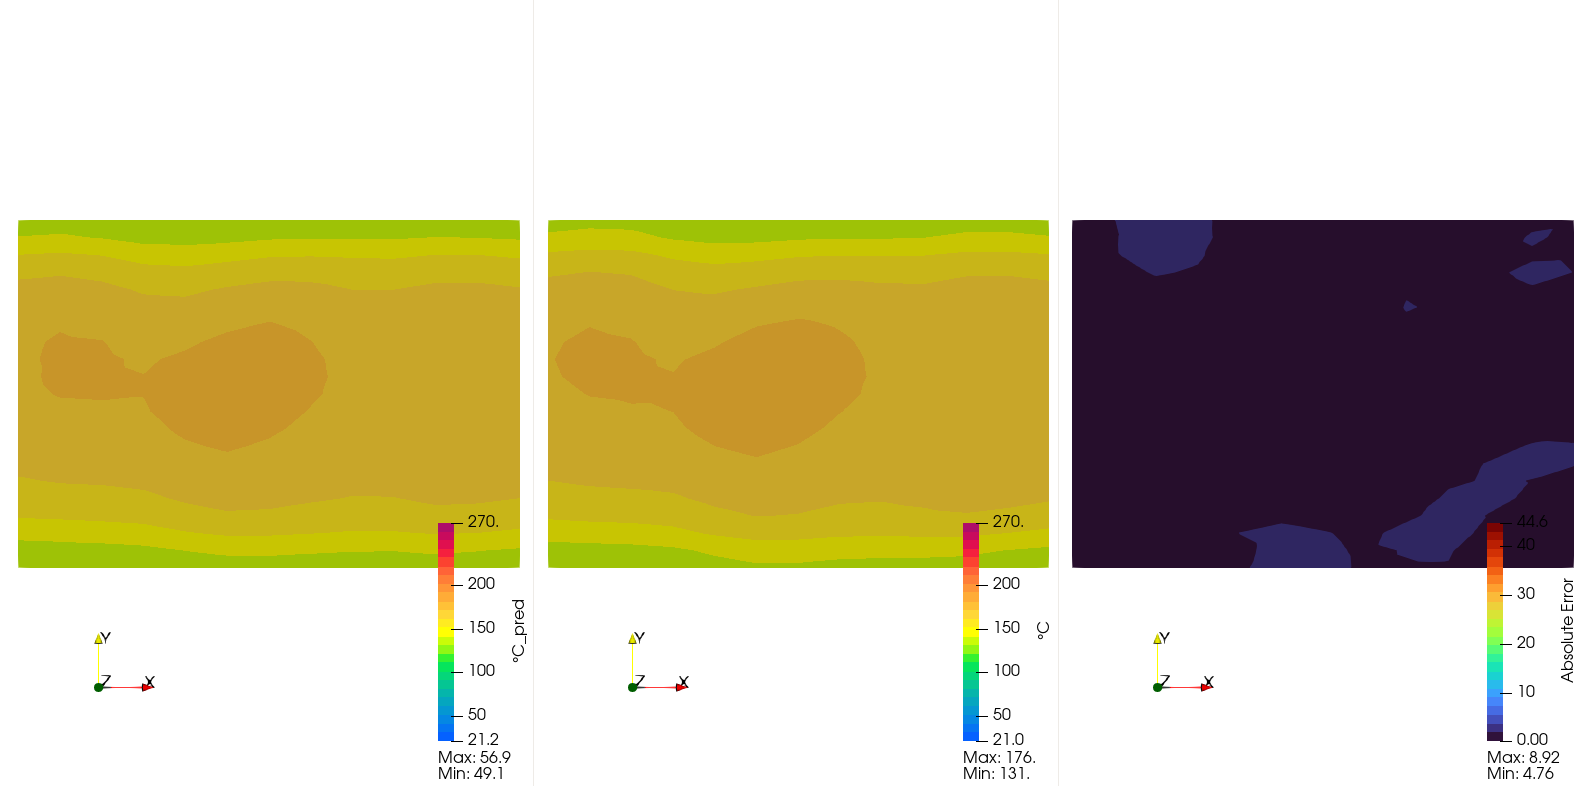 270.
200
150
100
50
21.2
°C_pred
Max: 56.9
Min: 49.1
Y
Z
X
270.
200
150
100
50
21.0
°C
Max: 176.
Min: 131.
Y
Z
X
44.6
40
30
20
10
0.00
Absolute Error
Max: 8.92
Min: 4.76
Y
Z
X